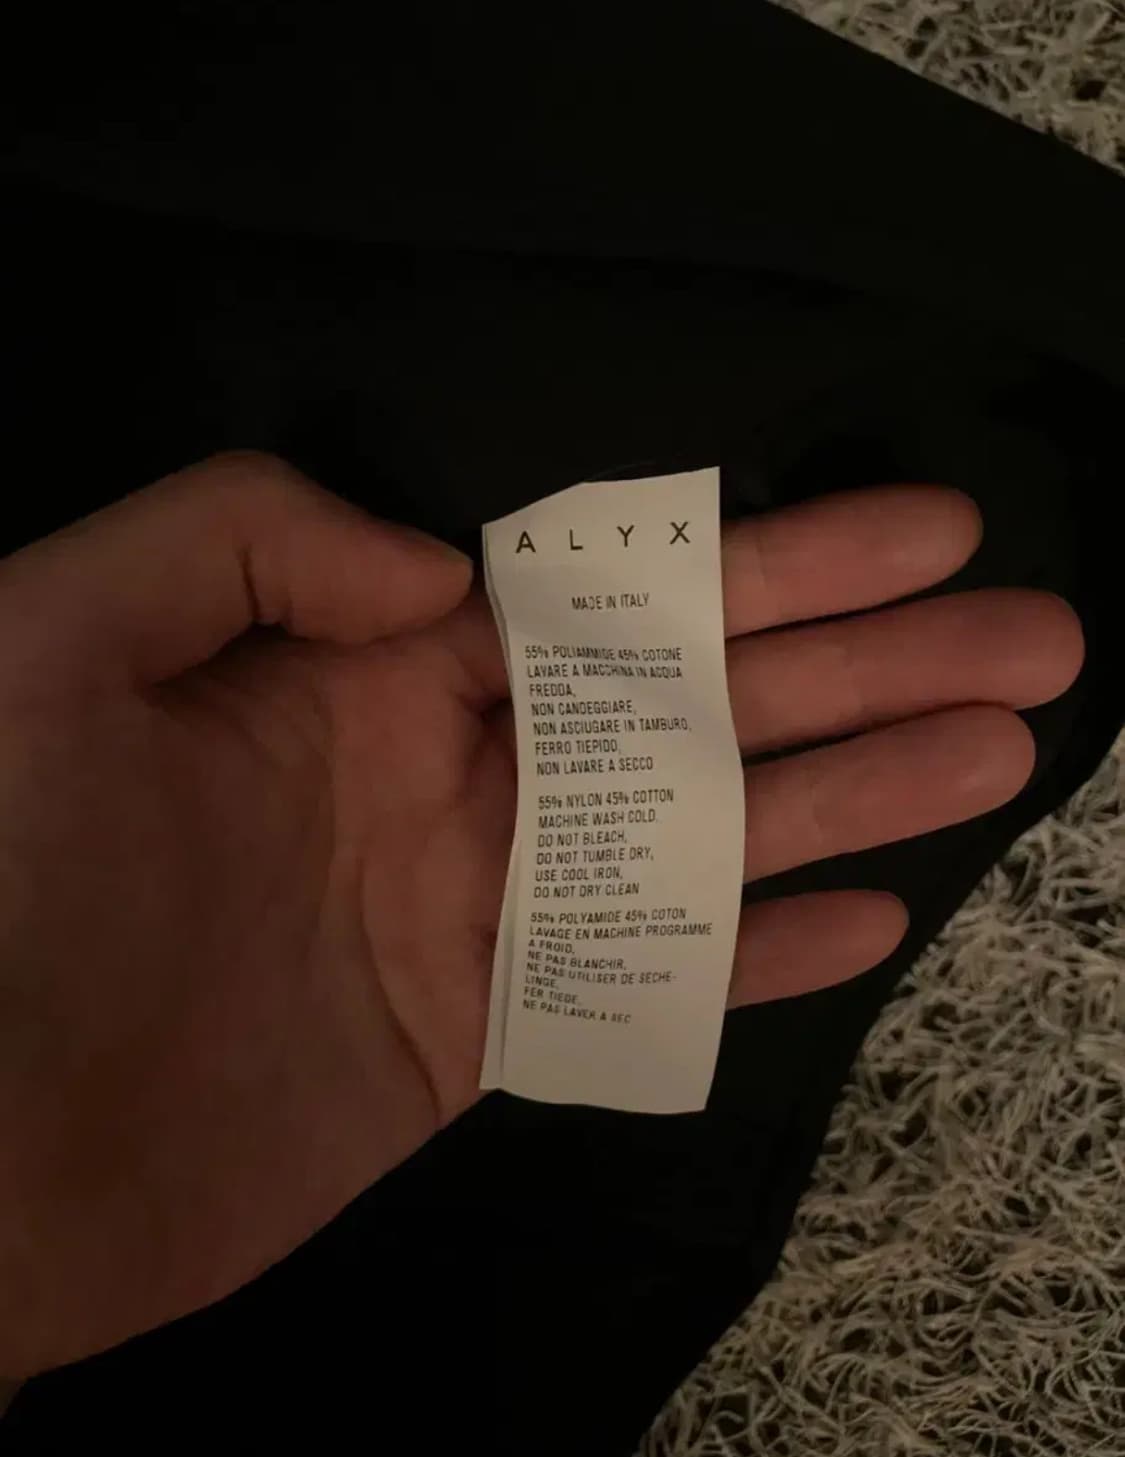 A L Y X
MADE IN ITALY
55% POLIAMMIDE 45% COTONE
LAVARE A MACCHINA IN ACQUA
FREDDA,
NON CANDEGGIARE,
NON ASCIUGARE IN TAMBURO,
FERRO TIEPIDO,
NON LAVARE A SECCO
55% NYLON 45% COTTON
MACHINE WASH COLD.
DO NOT BLEACH,
DO NOT TUMBLE DRY,
USE COOL IRON,
DO NOT DRY CLEAN
55% POLYAMIDE 45% COTON
LAVAGE EN MACHINE PROGRAMME
A FROID,
NE PAS BLANCHIR,
NE PAS UTILISER DE SECHE-
LINGE,
FER TIEDE,
NE PAS LAVER A SEC